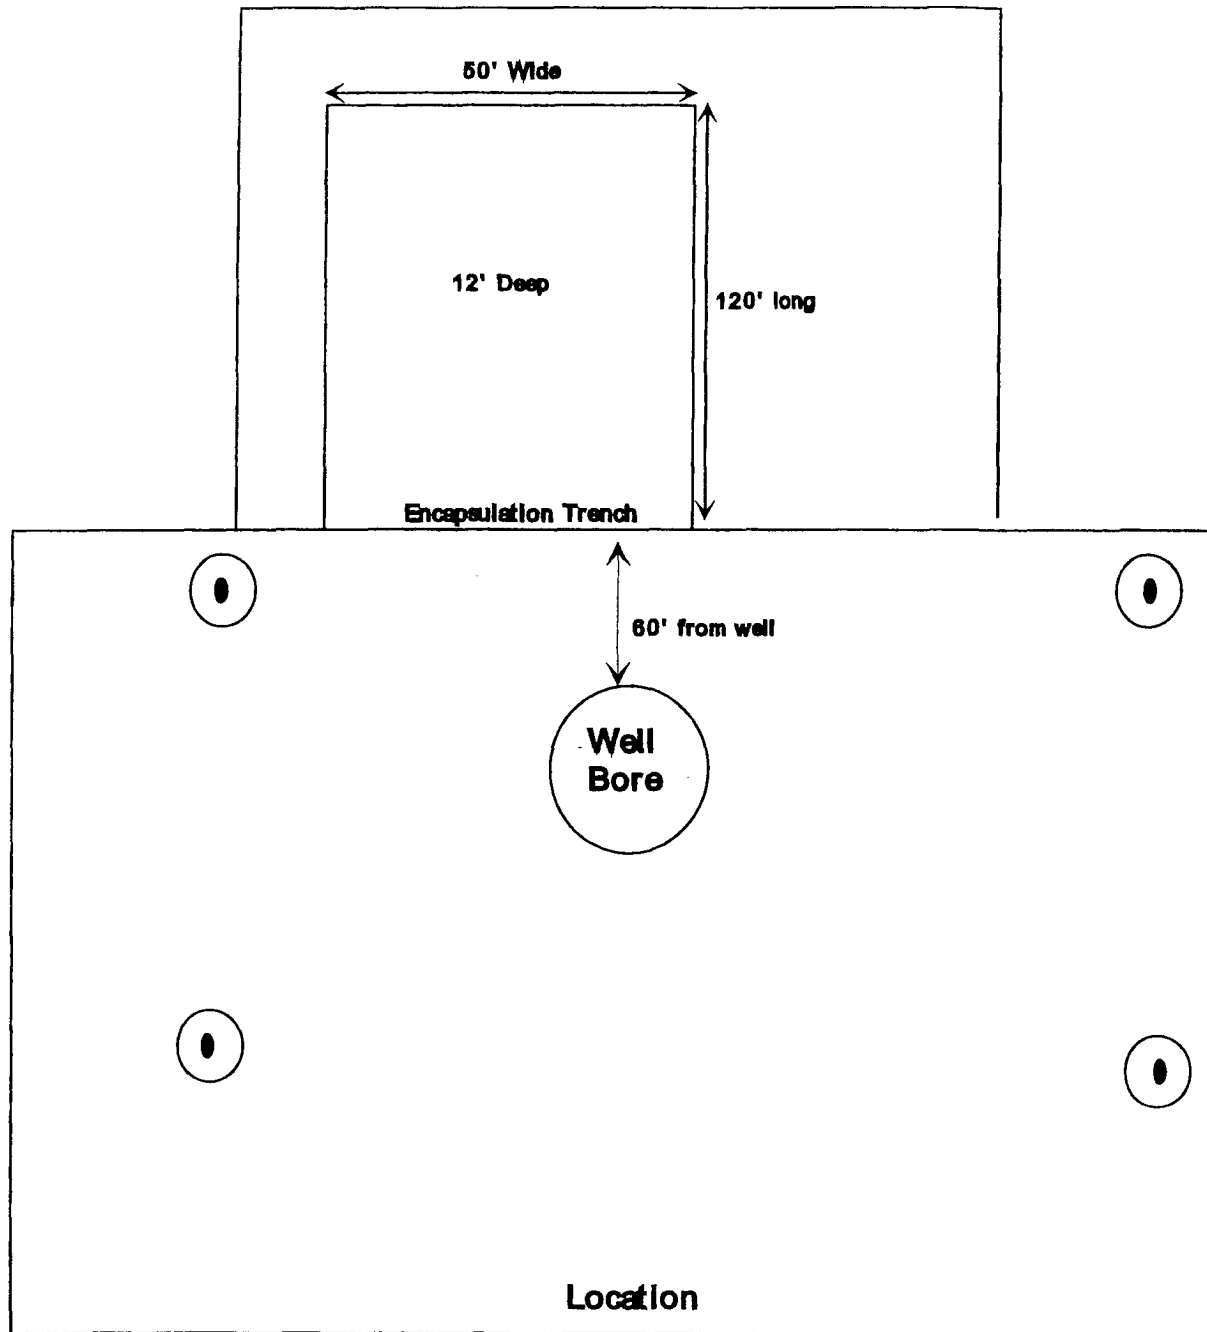 50' Wide
12' Deep
120' long
Encapsulation Trench
60' from well
Well
Bore
Location